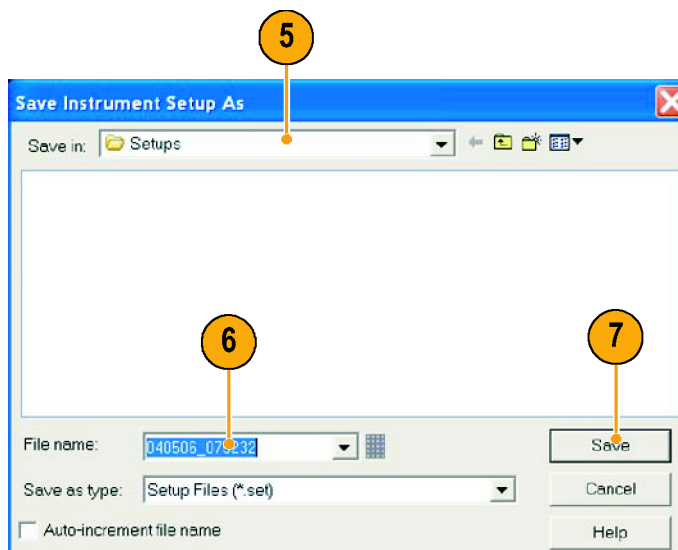 5
Save Instrument Setup As
Save in: Setups
6
7
File name: 040506_075232 Save
Save as type: Setup Files (*.set) Cancel
Auto-increment file name Help